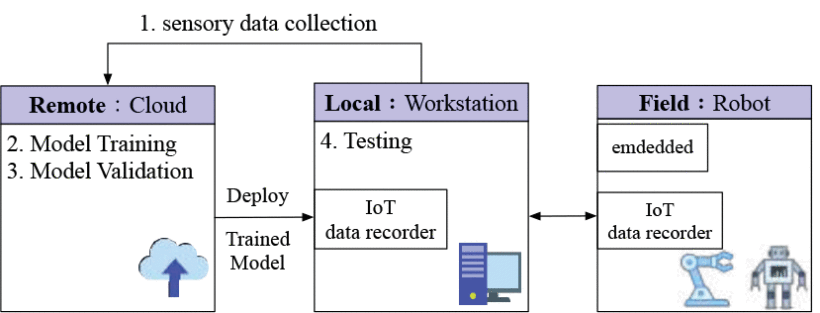 1. sensory data collection
Remote：Cloud
2. Model Training
3. Model Validation
Deploy
Trained
Model
Local：Workstation
4. Testing
IoT
data recorder
Field：Robot
emdedded
IoT
data recorder